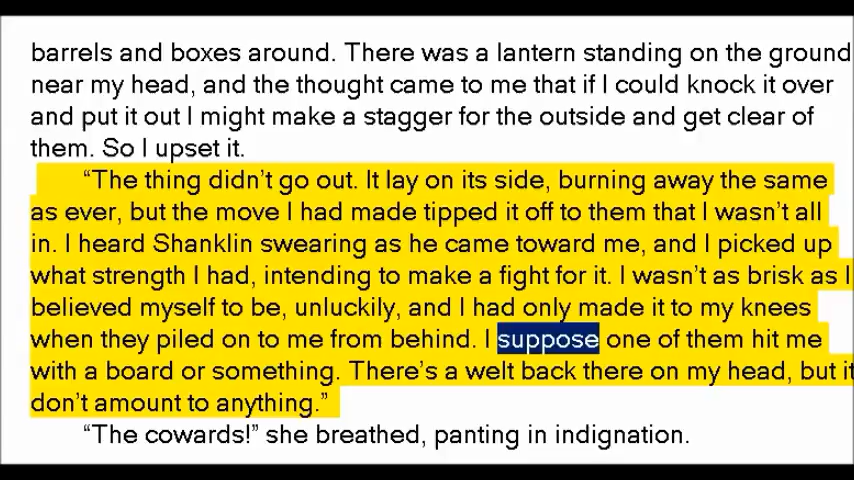 barrels and boxes around. There was a lantern standing on the ground
near my head, and the thought came to me that if I could knock it over
and put it out I might make a stagger for the outside and get clear of
them. So I upset it.
“The thing didn’t go out. It lay on its side, burning away the same
as ever, but the move I had made tipped it off to them that I wasn’t all
in. I heard Shanklin swearing as he came toward me, and I picked up
what strength I had, intending to make a fight for it. I wasn’t as brisk as I
believed myself to be, unluckily, and I had only made it to my knees
when they piled on to me from behind. I suppose one of them hit me
with a board or something. There’s a welt back there on my head, but it
don’t amount to anything.”
“The cowards!” she breathed, panting in indignation.